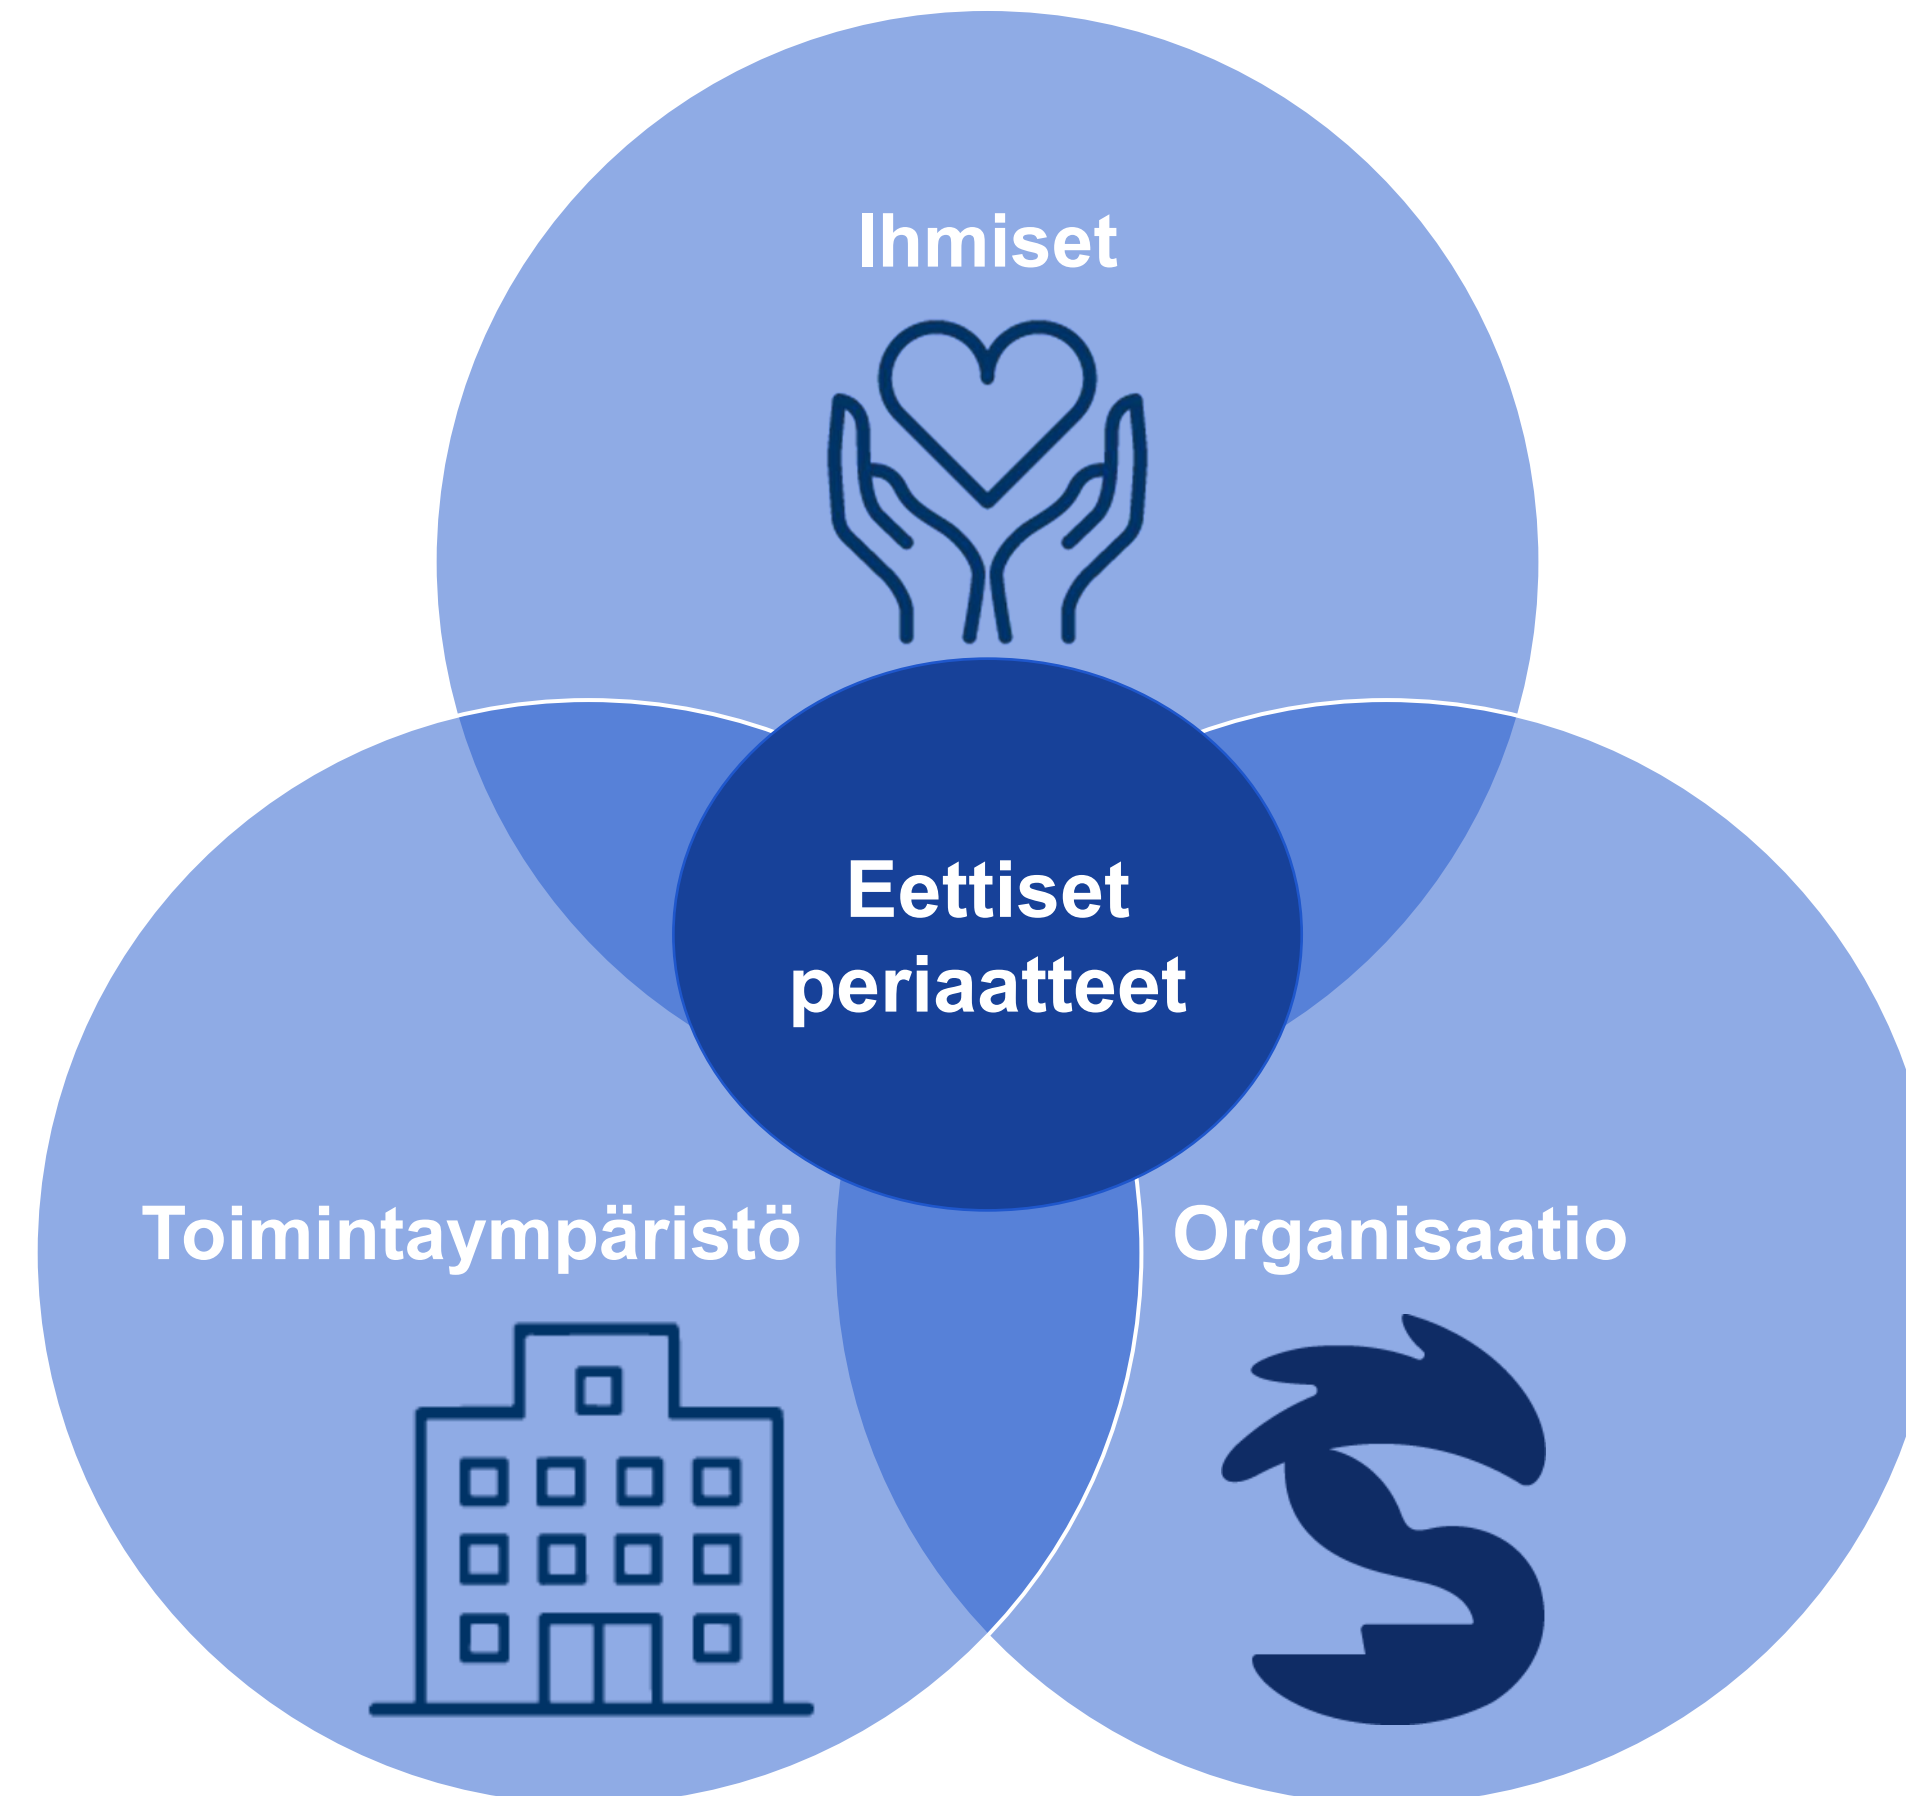 Ihmiset
Eettiset
periaatteet
Toimintaympäristö
Organisaatio